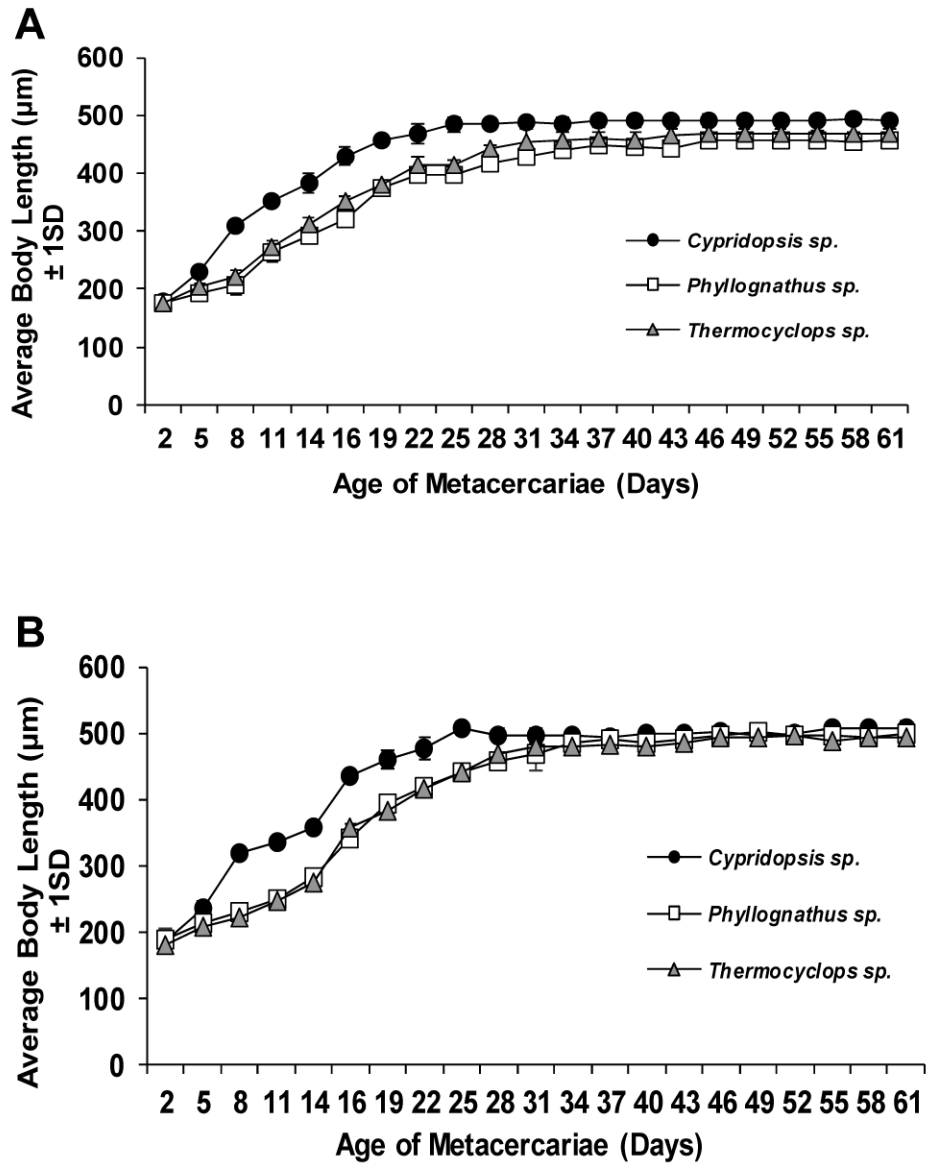 A
600
500
400
300
200
100
0
Average Body Length (µm)
± 1SD
Cypridopsis sp.
Phyllognathus sp.
Thermocyclops sp.
2 5 8 11 14 16 19 22 25 28 31 34 37 40 43 46 49 52 55 58 61
Age of Metacercariae (Days)
B
600
500
400
300
200
100
0
Average Body Length (µm)
± 1SD
Cypridopsis sp.
Phyllognathus sp.
Thermocyclops sp.
2 5 8 11 14 16 19 22 25 28 31 34 37 40 43 46 49 52 55 58 61
Age of Metacercariae (Days)